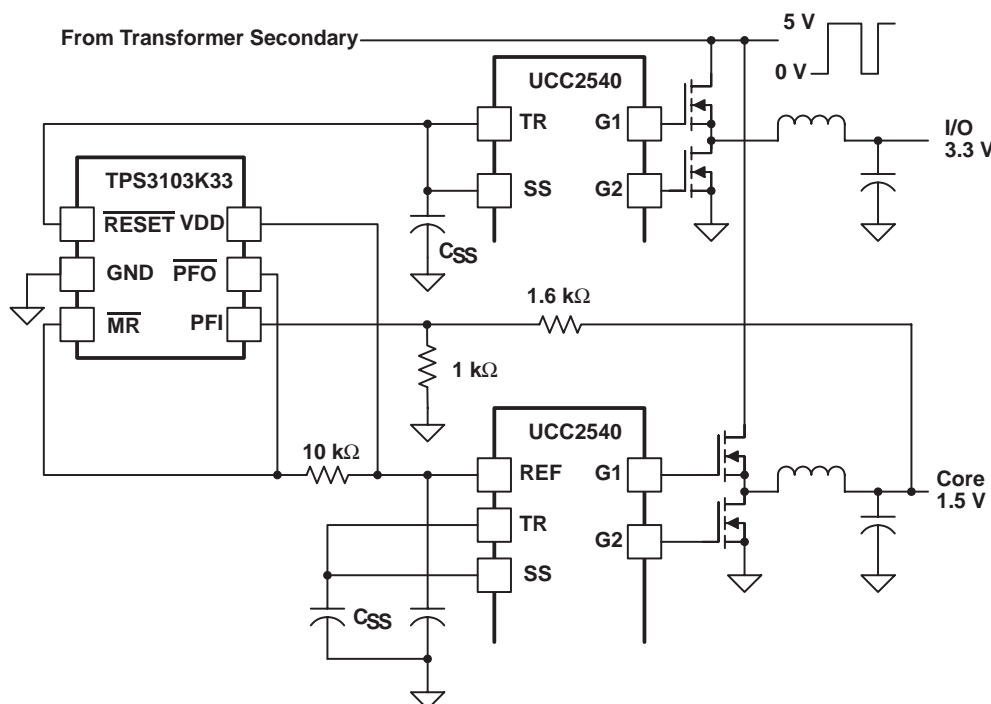 From Transformer Secondary
5 V
0 V
UCC2540
TR
G1
SS
G2
CSS
I/O
3.3 V
TPS3103K33
RESET
VDD
GND
PFO
MR
PFI
1.6 kΩ
1 kΩ
10 kΩ
UCC2540
REF
G1
TR
G2
SS
CSS
Core
1.5 V